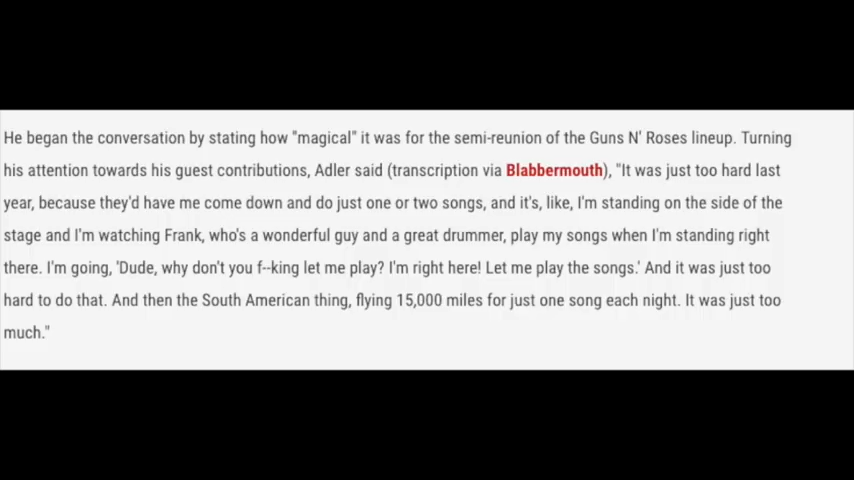 He began the conversation by stating how "magical" it was for the semi-reunion of the Guns N' Roses lineup. Turning
his attention towards his guest contributions, Adler said (transcription via Blabbermouth), "It was just too hard last
year, because they'd have me come down and do just one or two songs, and it's, like, I'm standing on the side of the
stage and I'm watching Frank, who's a wonderful guy and a great drummer, play my songs when I'm standing right
there. I'm going, 'Dude, why don't you f--king let me play? I'm right here! Let me play the songs.' And it was just too
hard to do that. And then the South American thing, flying 15,000 miles for just one song each night. It was just too
much."